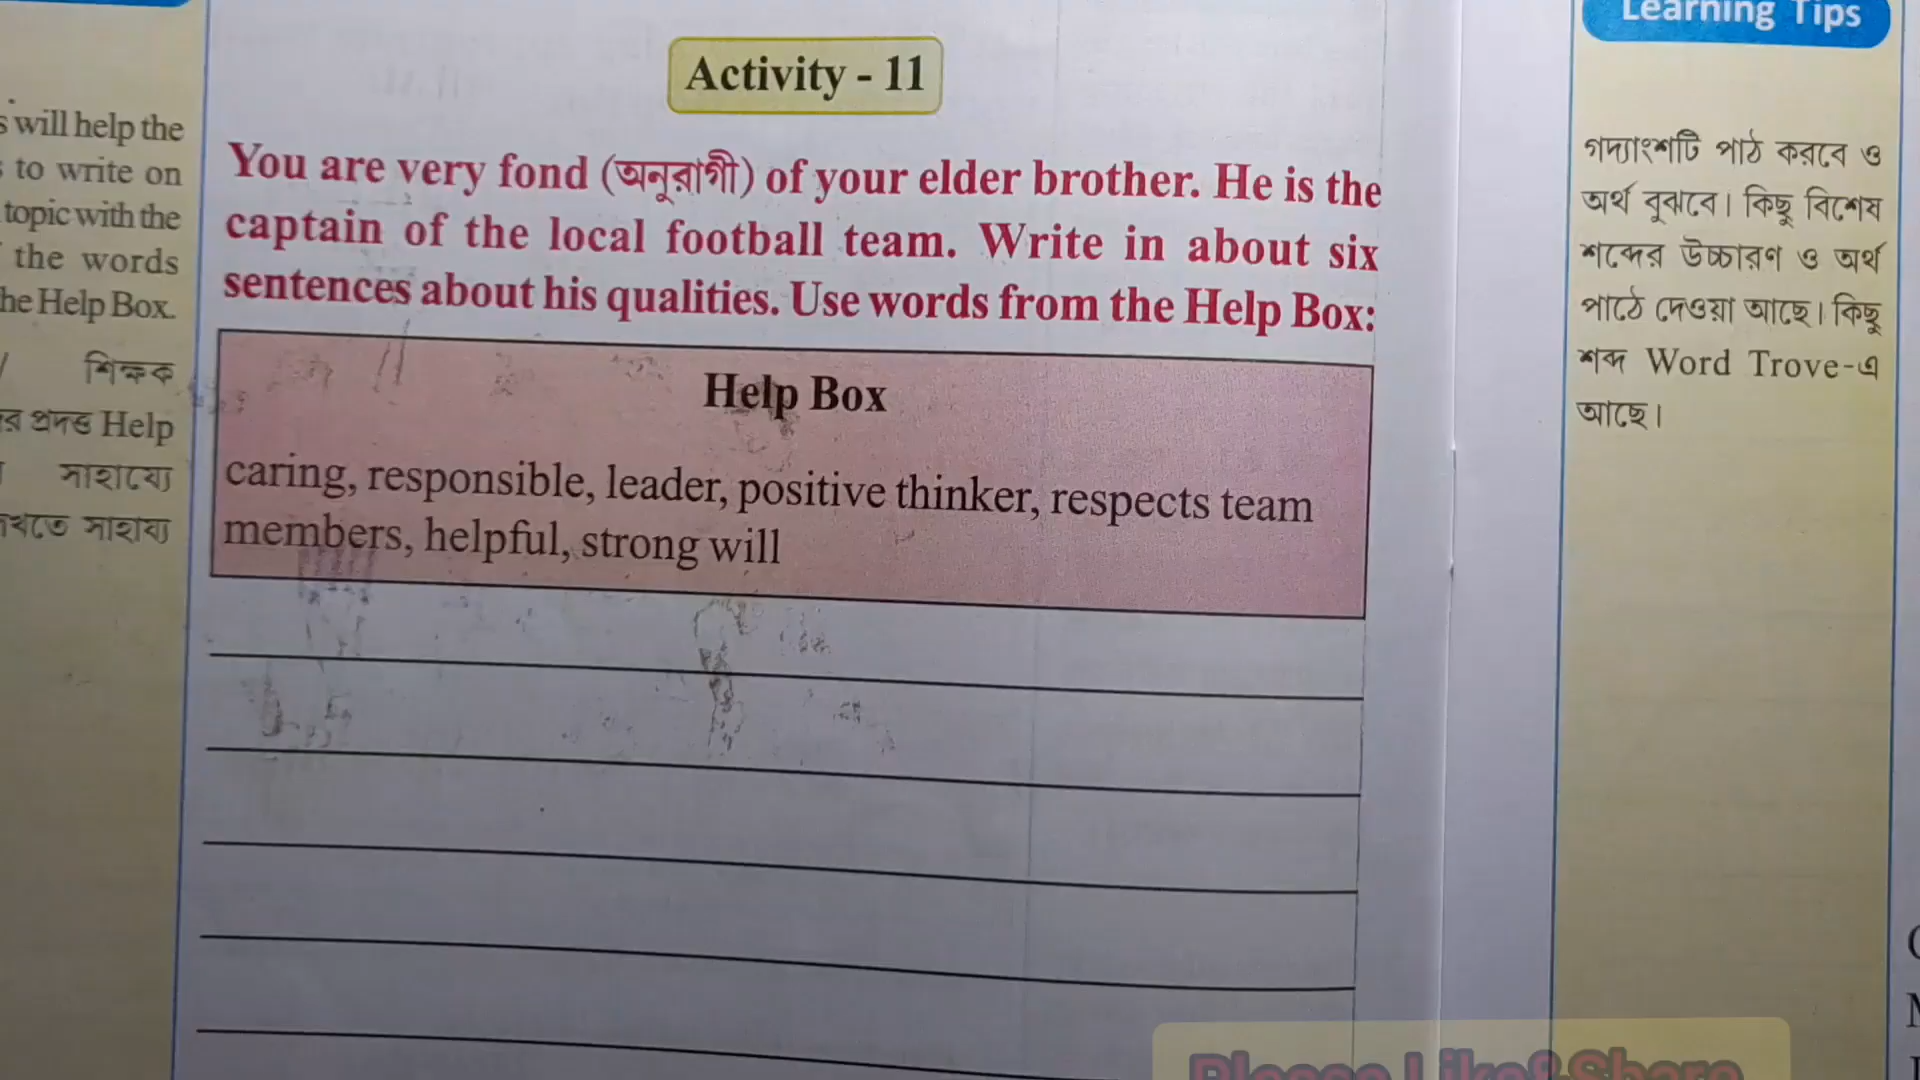 Learning Tips
Activity - 11
will help the
to write on
topic with the
the words
the Help Box.
শিক্ষক
প্রদত্ত Help
সাহায্যে
সাহায্য
You are very fond (অনুরাগী) of your elder brother. He is the
captain of the local football team. Write in about six
sentences about his qualities. Use words from the Help Box:
Help Box
caring, responsible, leader, positive thinker, respects team
members, helpful, strong will
গদ্যাংশটি পাঠ করবে ও
অর্থ বুঝবে। কিছু বিশেষ
শব্দের উচ্চারণ ও অর্থ
পাঠে দেওয়া আছে। কিছু
শব্দ Word Trove-এ
আছে।
Please Like&Share